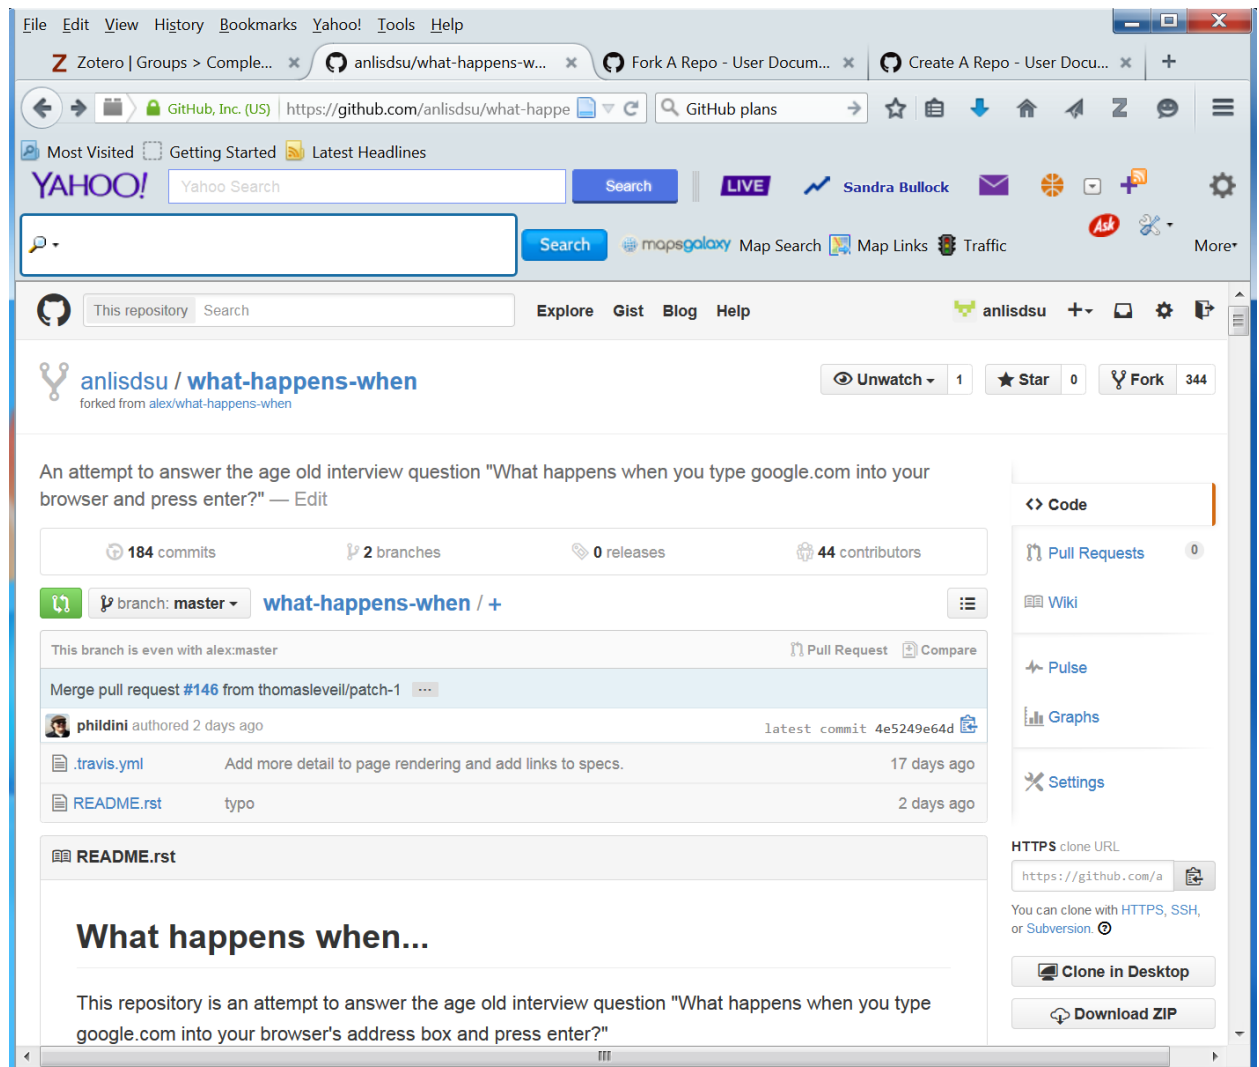 File Edit View History Bookmarks Yahoo! Tools Help
Z Zotero | Groups > Comple... × anlisdsu/what-happens-w... × Fork A Repo - User Docum... × Create A Repo - User Docu... × +
GitHub, Inc. (US) https://github.com/anlisdsu/what-happe GitHub plans Z
Most Visited Getting Started Latest Headlines
YAHOO! Yahoo Search Search LIVE Sandra Bullock
Search mapsgalaxy Map Search Map Links Traffic Ask More
This repository Search Explore Gist Blog Help anlisdsu +
anlisdsu / what-happens-when Unwatch 1 Star 0 Fork 344
forked from alex/what-happens-when
An attempt to answer the age old interview question "What happens when you type google.com into your
browser and press enter?" — Edit
184 commits 2 branches 0 releases 44 contributors
branch: master what-happens-when / +
This branch is even with alex:master Pull Request Compare
Merge pull request #146 from thomasleveil/patch-1 ...
phildini authored 2 days ago latest commit 4e5249e64d
.travis.yml Add more detail to page rendering and add links to specs. 17 days ago
README.rst typo 2 days ago
README.rst
What happens when...
This repository is an attempt to answer the age old interview question "What happens when you type
google.com into your browser's address box and press enter?"
Code
Pull Requests 0
Wiki
Pulse
Graphs
Settings
HTTPS clone URL
https://github.com/a
You can clone with HTTPS, SSH,
or Subversion.
Clone in Desktop
Download ZIP